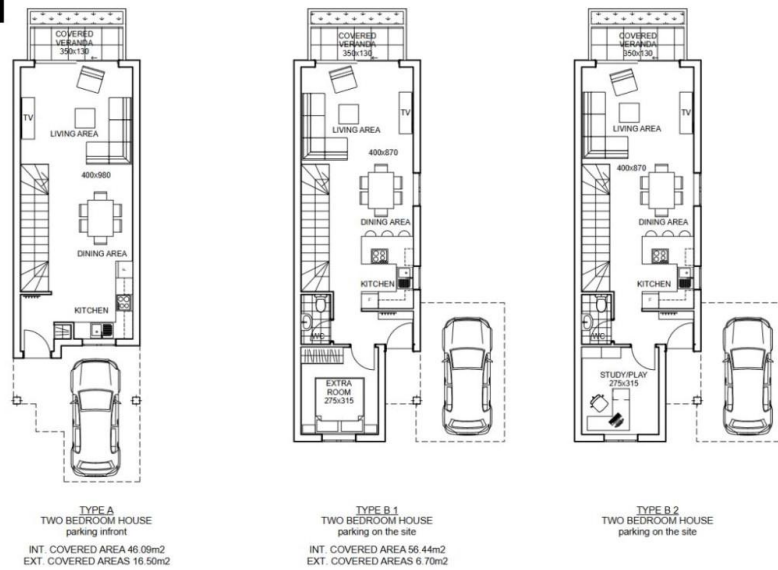 COVERED
VERANDA
350x130
TV
LIVING AREA
400x980
DINING AREA
KITCHEN
TYPE A
TWO BEDROOM HOUSE
parking infront
INT. COVERED AREA 46.09m2
EXT. COVERED AREAS 16.50m2
COVERED
VERANDA
350x130
TV
LIVING AREA
400x870
DINING AREA
KITCHEN
WC
EXTRA
ROOM
275x315
TYPE B 1
TWO BEDROOM HOUSE
parking on the site
INT. COVERED AREA 56.44m2
EXT. COVERED AREAS 6.70m2
COVERED
VERANDA
350x130
TV
LIVING AREA
400x870
DINING AREA
KITCHEN
WC
STUDY/PLAY
275x315
TYPE B 2
TWO BEDROOM HOUSE
parking on the site